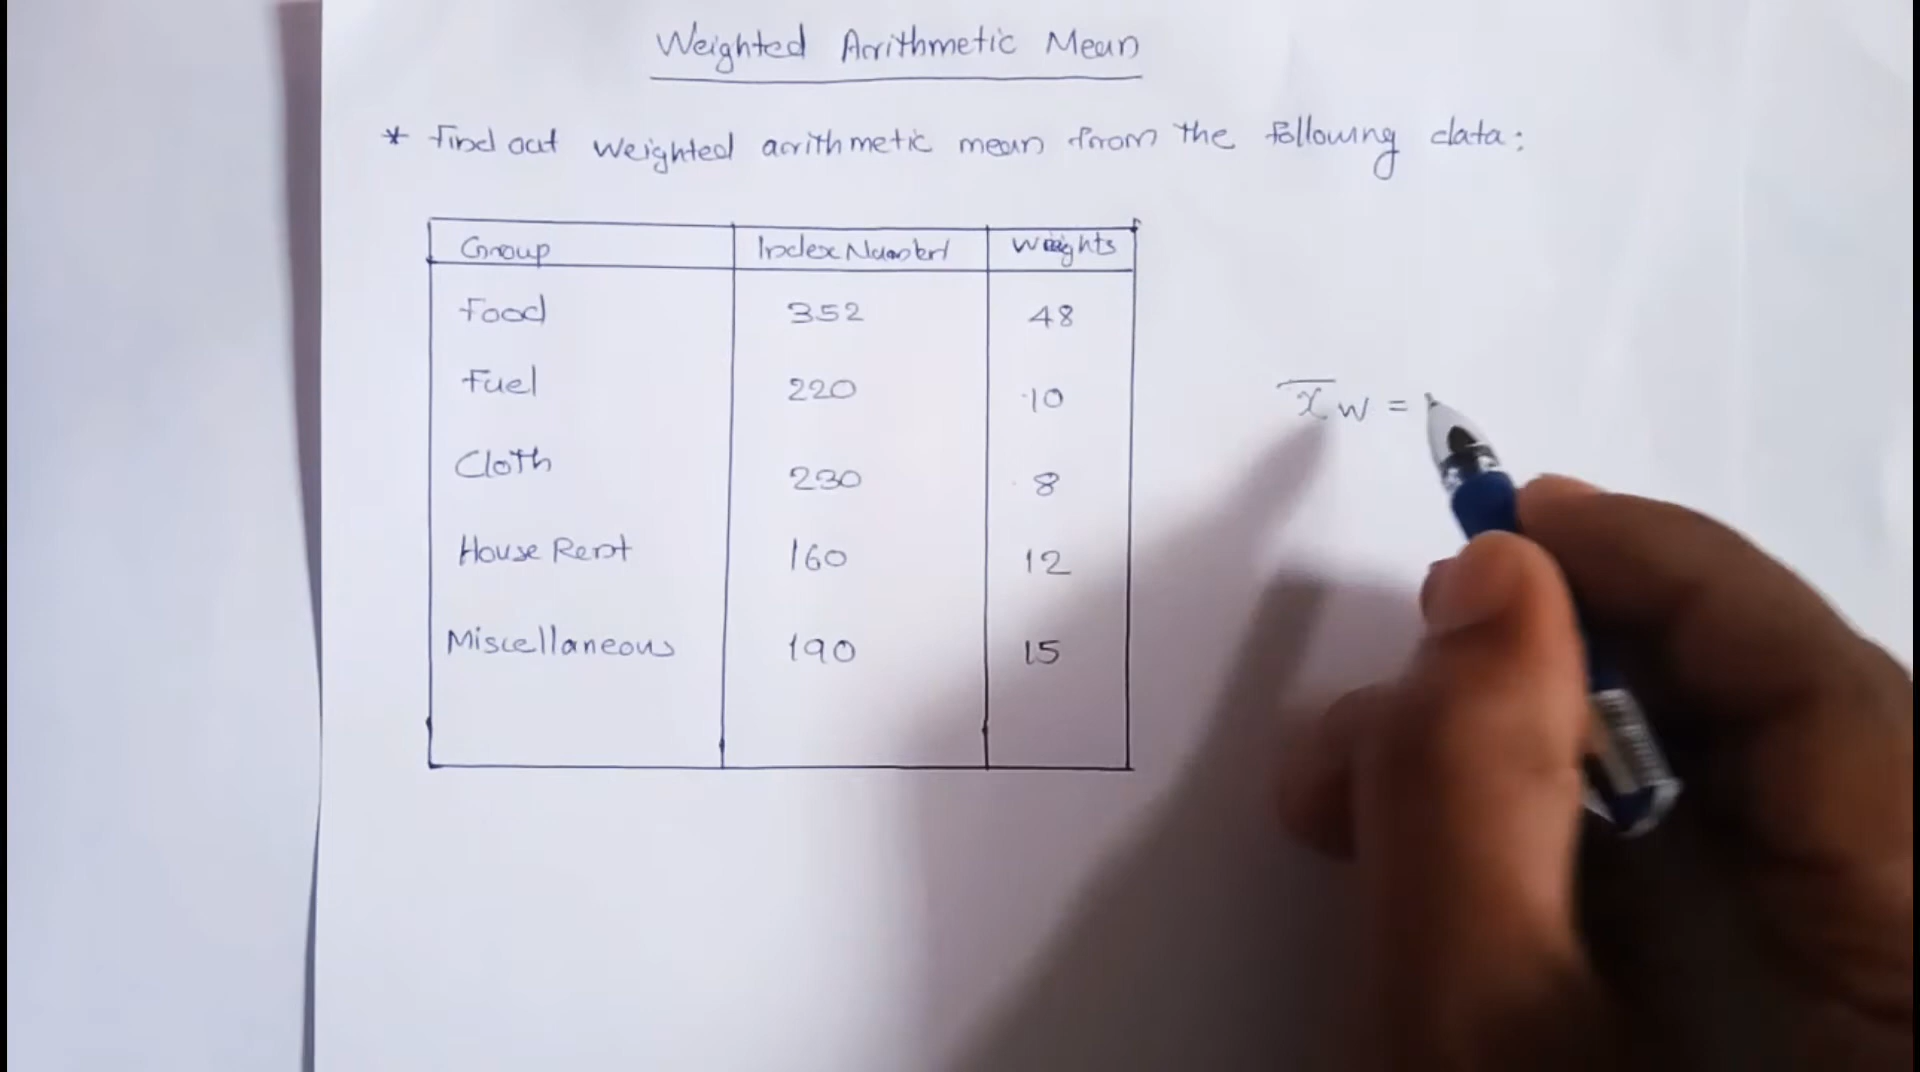 Weighted Arithmetic Mean
* Find out weighted arithmetic mean from the following data:
Group Index Number Weights
Food 352 48
Fuel 220 10
Cloth 230 8
House Rent 160 12
Miscellaneous 190 15
x̄w =